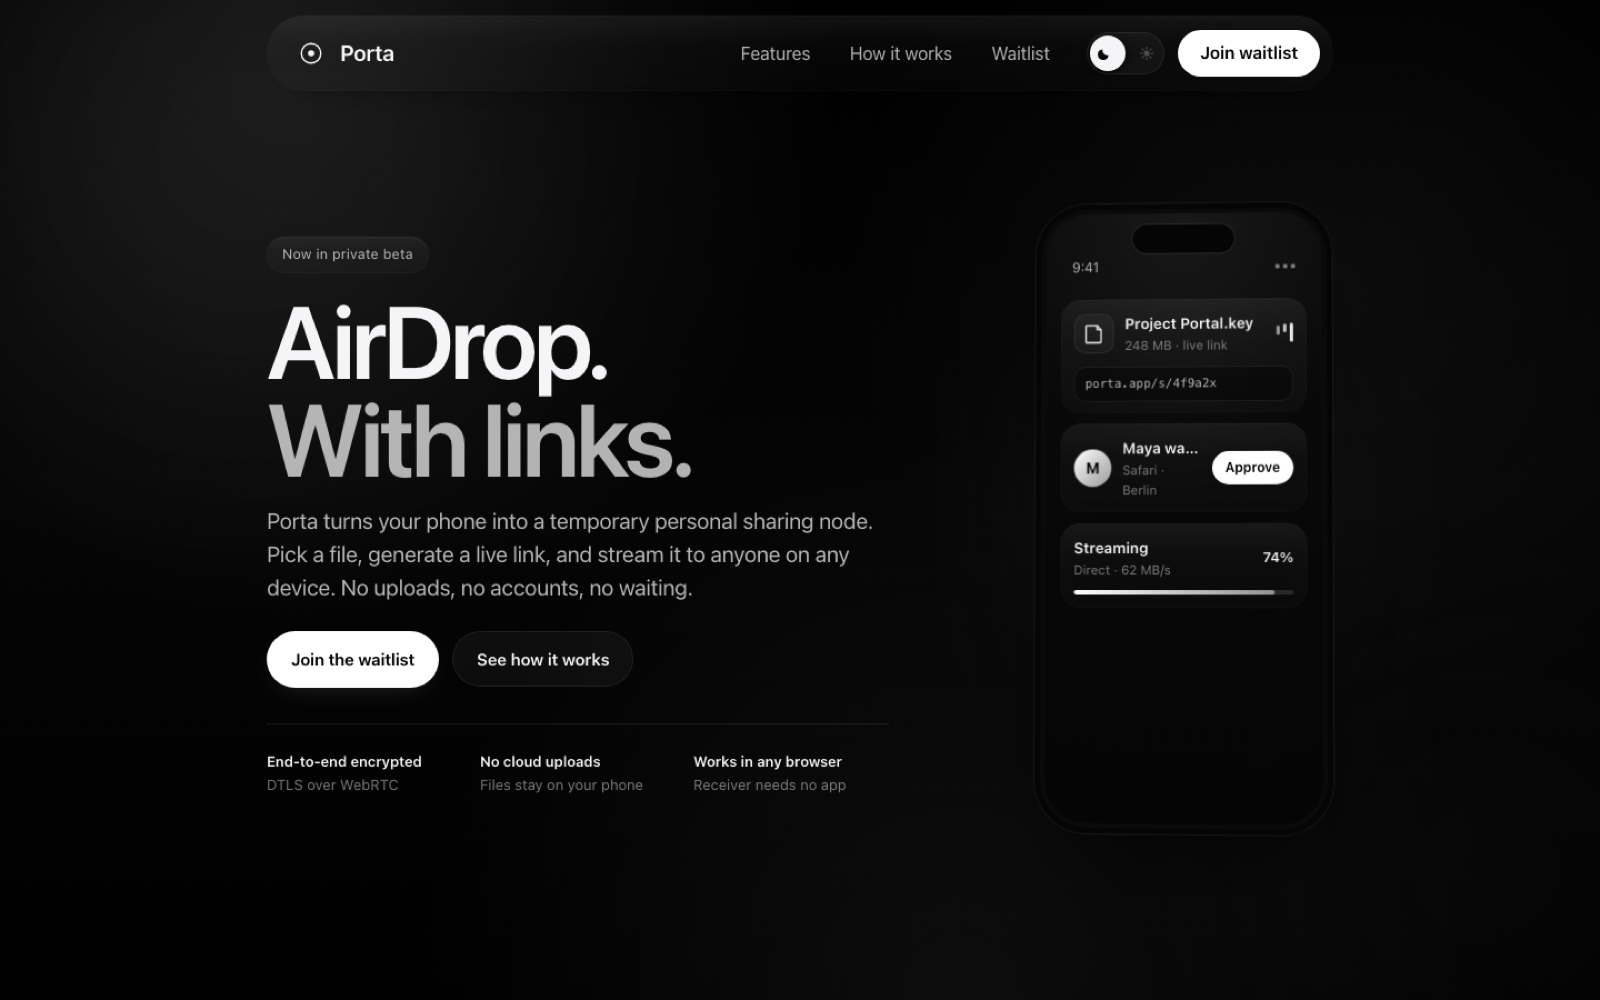 Porta
Features
How it works
Waitlist
Join waitlist
Now in private beta
AirDrop.
With links.
Porta turns your phone into a temporary personal sharing node.
Pick a file, generate a live link, and stream it to anyone on any
device. No uploads, no accounts, no waiting.
Join the waitlist
See how it works
End-to-end encrypted
DTLS over WebRTC
No cloud uploads
Files stay on your phone
Works in any browser
Receiver needs no app
9:41
Project Portal.key
248 MB · live link
porta.app/s/4f9a2x
M
Maya wa...
Safari ·
Berlin
Approve
Streaming
Direct · 62 MB/s
74%